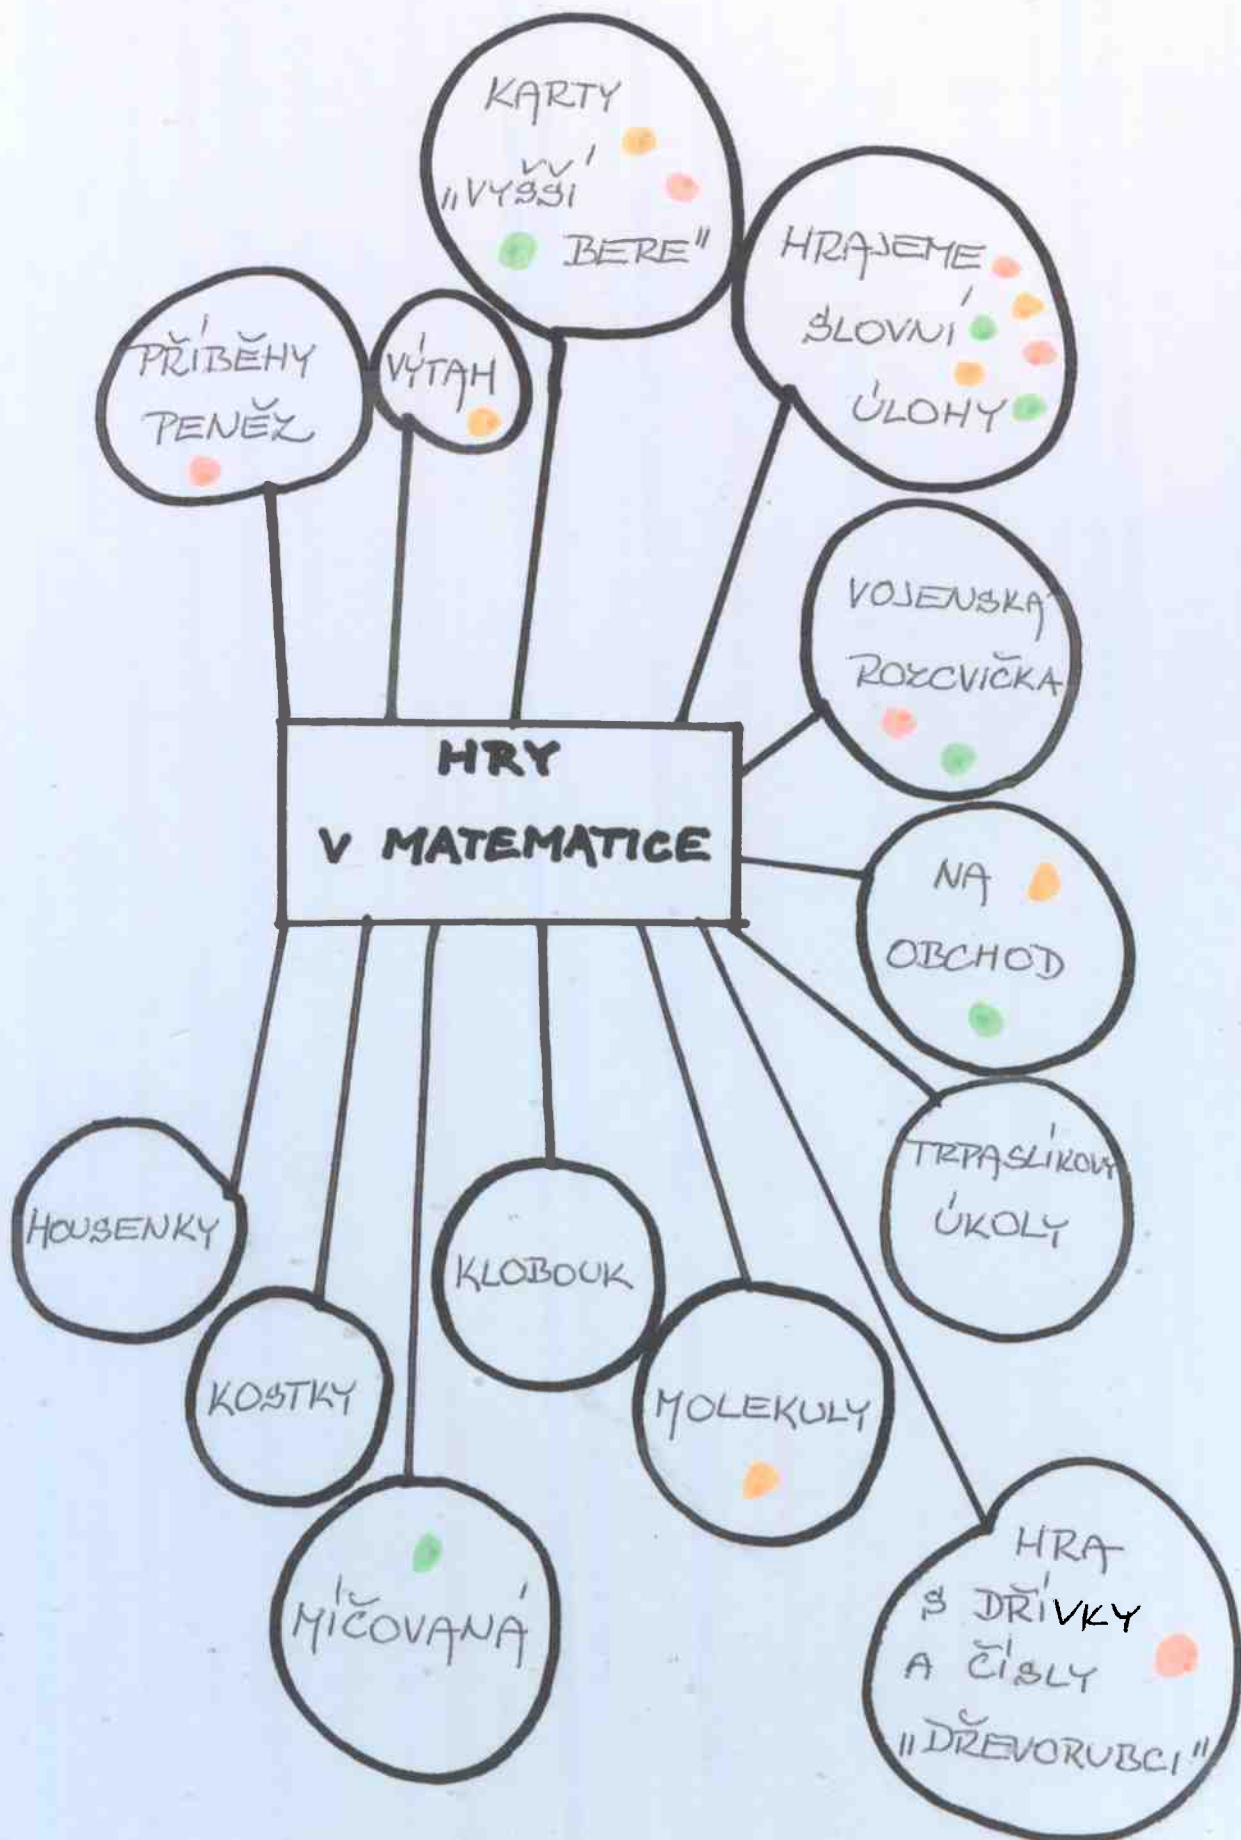 KARTY
„VYŠŠÍ
BERE"
HRAJEME
SLOVNÍ
ÚLOHY
PŘÍBĚHY
PENĚZ
VÝTAH
VOJENSKÁ
ROZCVIČKA
HRY
V MATEMATICE
NA
OBCHOD
TRPASLÍKOVY
ÚKOLY
HOUSENKY
KLOBOUK
KOSTKY
MOLEKULY
MÍČOVANÁ
HRA
S DŘÍVKY
A ČÍSLY
„DŘEVORUBCI"